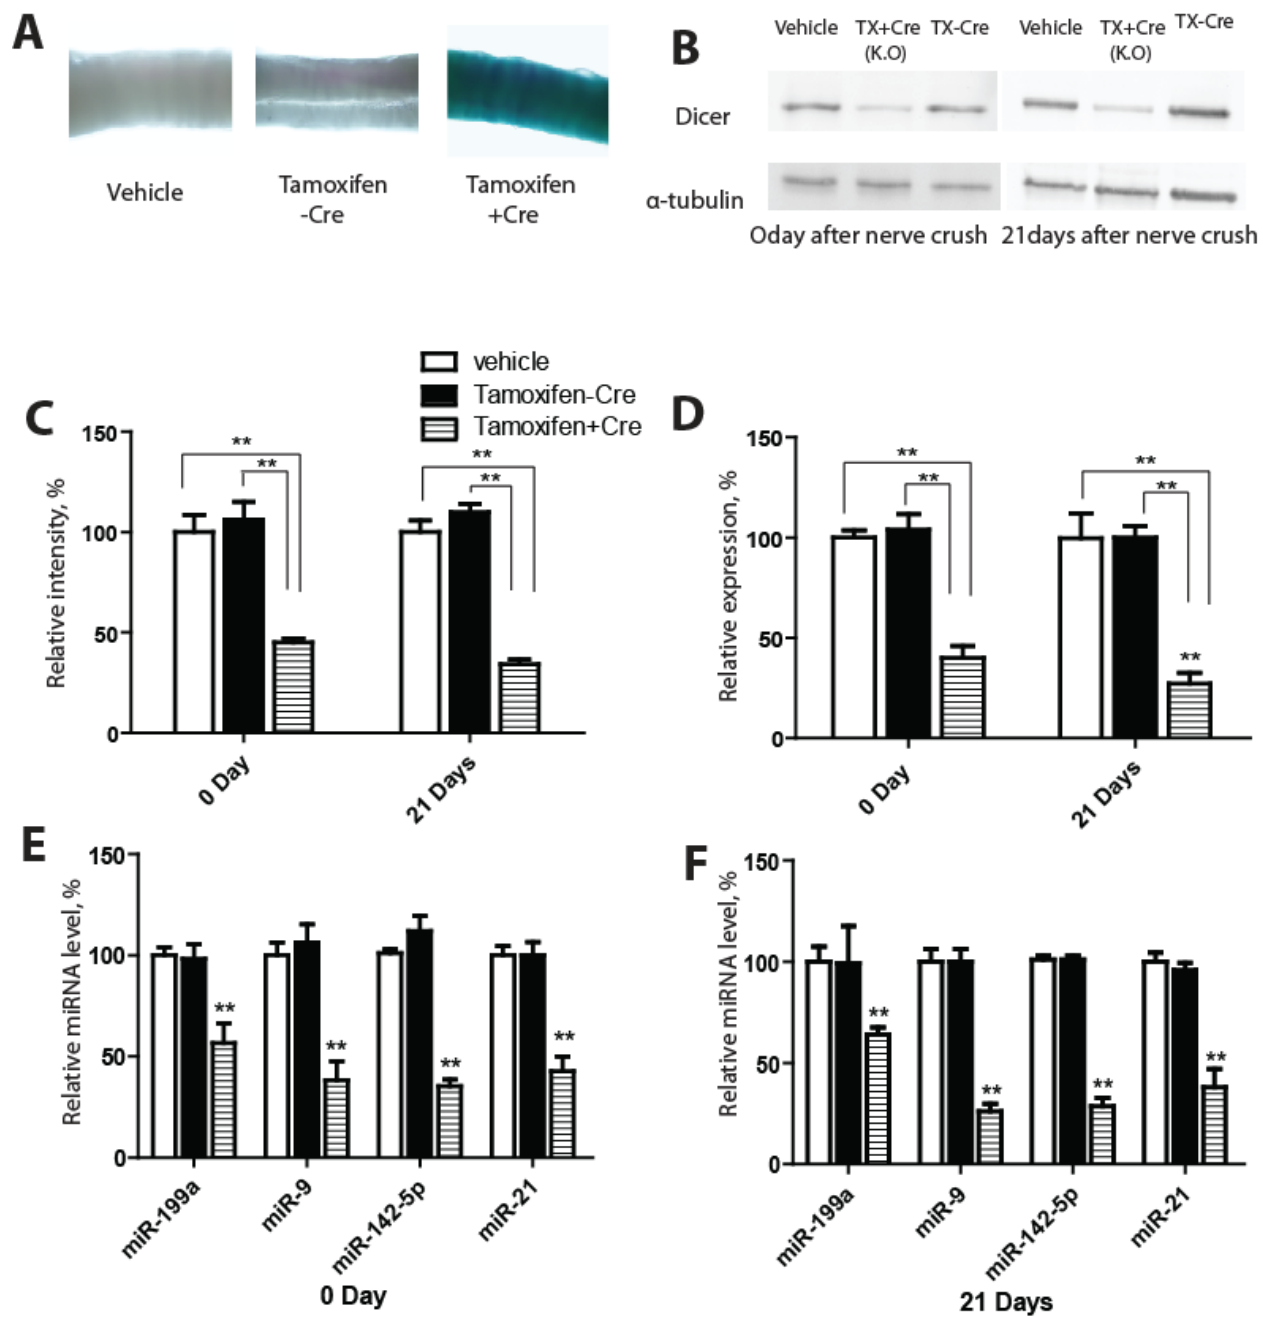 A
Vehicle
Tamoxifen
-Cre
Tamoxifen
+Cre
B
Vehicle TX+Cre TX-Cre Vehicle TX+Cre TX-Cre
(K.O) (K.O)
Dicer
α-tubulin
0day after nerve crush 21days after nerve crush
vehicle
Tamoxifen-Cre
Tamoxifen+Cre
C
Relative intensity, %
150
100
50
0
** ** ** **
0 Day 21 Days
D
Relative expression, %
150
100
50
0
** ** ** ** **
0 Day 21 Days
E
Relative miRNA level, %
150
100
50
0
** ** ** **
miR-199a miR-9 miR-142-5p miR-21
0 Day
F
Relative miRNA level, %
150
100
50
0
** ** ** **
miR-199a miR-9 miR-142-5p miR-21
21 Days